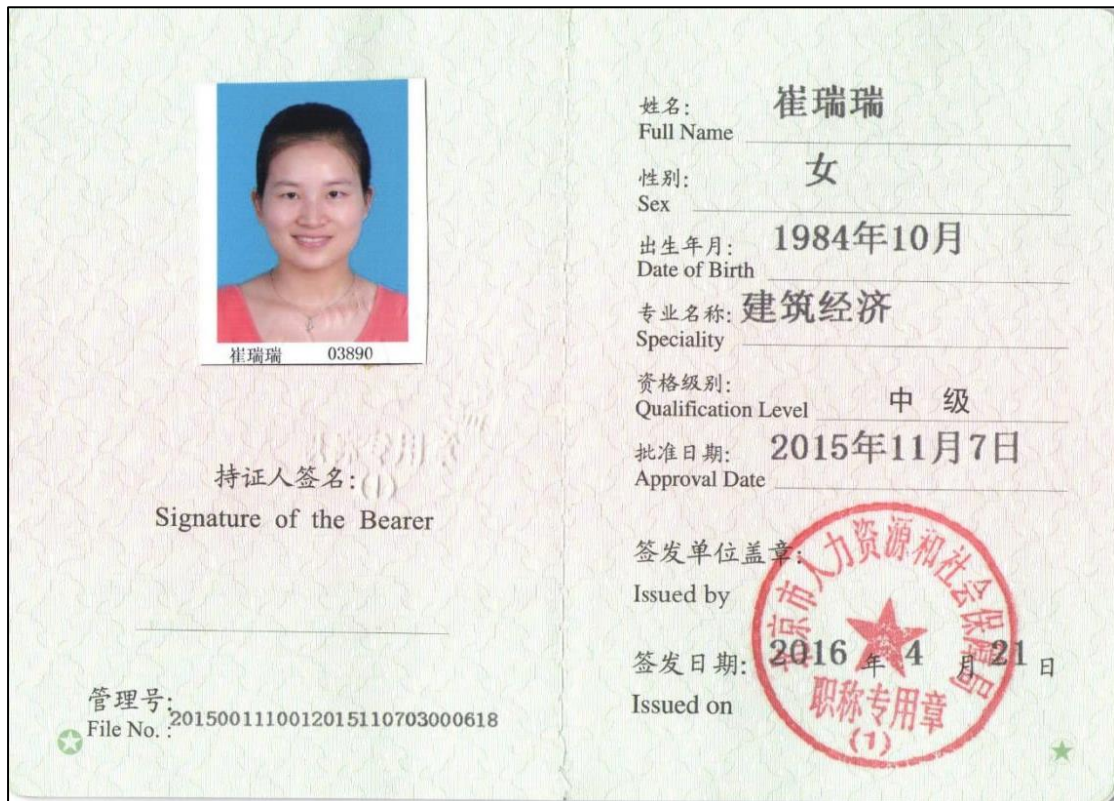 崔瑞瑞 03890
持证人签名:
Signature of the Bearer
管理号:
File No. : 2015001110012015110703000618
姓名: 崔瑞瑞
Full Name
性别: 女
Sex
出生年月: 1984年10月
Date of Birth
专业名称: 建筑经济
Speciality
资格级别: 中 级
Qualification Level
批准日期: 2015年11月7日
Approval Date
签发单位盖章:
Issued by
北京市人力资源和社会保障局
签发日期: 2016 年 4 月 21 日
Issued on
职称专用章
(1)